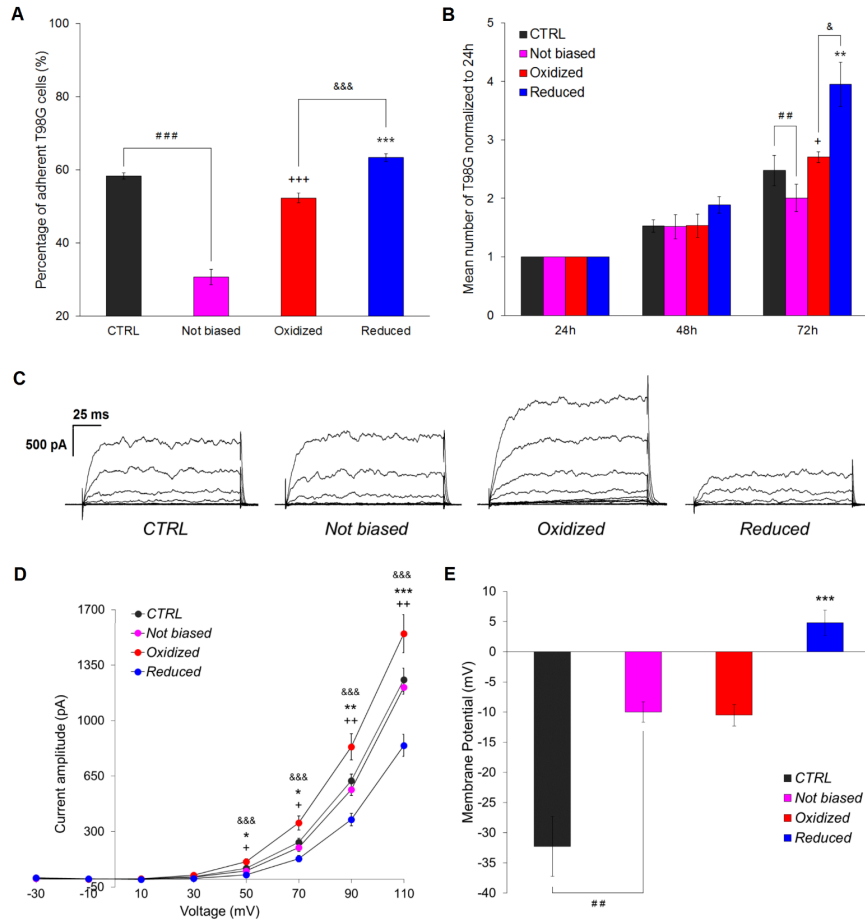 A
Percentage of adherent T98G cells (%)
100
80
60
40
20
###
&&&
+++
***
CTRL
Not biased
Oxidized
Reduced
B
Mean number of T98G normalized to 24h
5
4
3
2
1
0
CTRL
Not biased
Oxidized
Reduced
##
&
+
**
24h
48h
72h
C
25 ms
500 pA
CTRL
Not biased
Oxidized
Reduced
D
Current amplitude (pA)
1700
1350
1000
650
300
-50
CTRL
Not biased
Oxidized
Reduced
&&&
*
+
&&&
*
+
&&&
**
++
&&&
***
++
-30
-10
10
30
50
70
90
110
Voltage (mV)
E
Membrane Potential (mV)
10
5
0
-5
-10
-15
-20
-25
-30
-35
-40
***
##
CTRL
Not biased
Oxidized
Reduced